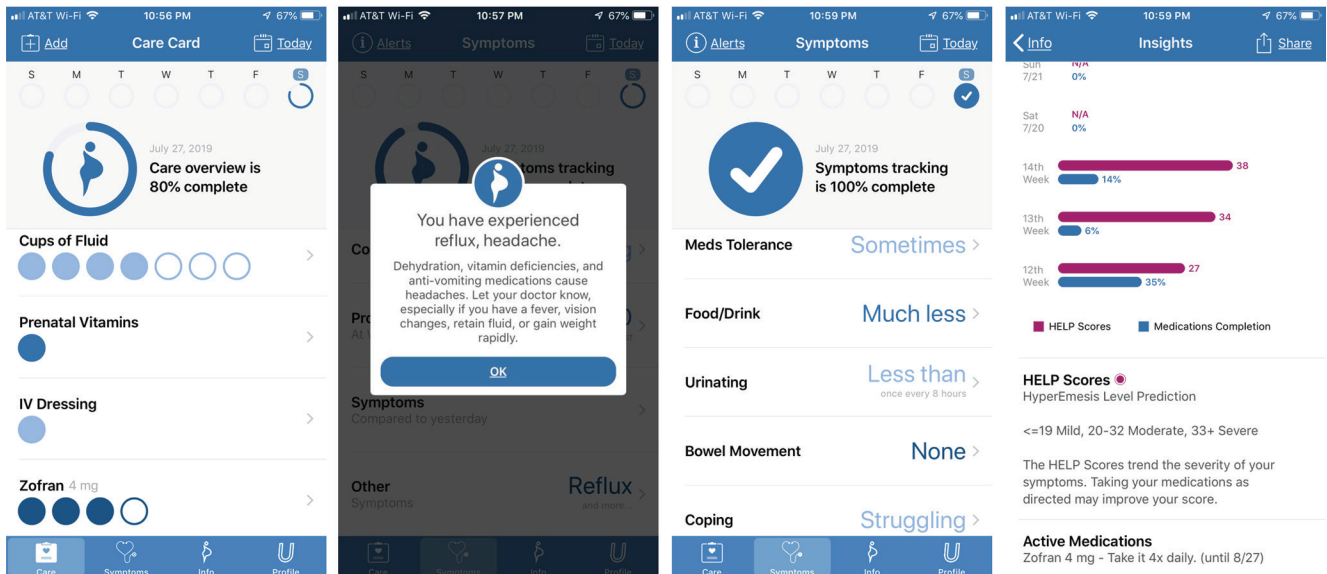 AT&T Wi-Fi 10:56 PM 67%
Add Care Card Today
S M T W T F S
July 27, 2019
Care overview is
80% complete
Cups of Fluid
Prenatal Vitamins
IV Dressing
Zofran 4 mg
Care Symptoms Info Profile
AT&T Wi-Fi 10:57 PM 67%
Alerts Symptoms Today
S M T W T F S
July 27, 2019
toms tracking
You have experienced
reflux, headache.
Dehydration, vitamin deficiencies, and
anti-vomiting medications cause
headaches. Let your doctor know,
especially if you have a fever, vision
changes, retain fluid, or gain weight
rapidly.
OK
Symptoms
Compared to yesterday
Other Reflux
Symptoms and more...
Care Symptoms Info Profile
AT&T Wi-Fi 10:59 PM 67%
Alerts Symptoms Today
S M T W T F S
July 27, 2019
Symptoms tracking
is 100% complete
Meds Tolerance Sometimes
Food/Drink Much less
Urinating Less than
once every 8 hours
Bowel Movement None
Coping Struggling
Care Symptoms Info Profile
AT&T Wi-Fi 10:59 PM 67%
Info Insights Share
Sun N/A
7/21 0%
Sat N/A
7/20 0%
14th 38
Week 14%
13th 34
Week 6%
12th 27
Week 35%
HELP Scores Medications Completion
HELP Scores
HyperEmesis Level Prediction
<=19 Mild, 20-32 Moderate, 33+ Severe
The HELP Scores trend the severity of your
symptoms. Taking your medications as
directed may improve your score.
Active Medications
Zofran 4 mg - Take it 4x daily. (until 8/27)